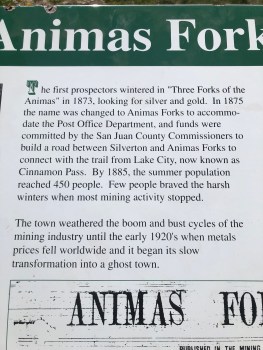 Animas Fork
The first prospectors wintered in "Three Forks of the
Animas" in 1873, looking for silver and gold. In 1875
the name was changed to Animas Forks to accommo-
date the Post Office Department, and funds were
committed by the San Juan County Commissioners to
build a road between Silverton and Animas Forks to
connect with the trail from Lake City, now known as
Cinnamon Pass. By 1885, the summer population
reached 450 people. Few people braved the harsh
winters when most mining activity stopped.
The town weathered the boom and bust cycles of the
mining industry until the early 1920's when metals
prices fell worldwide and it began its slow
transformation into a ghost town.
ANIMAS FO
PUBLISHED IN THE MINING